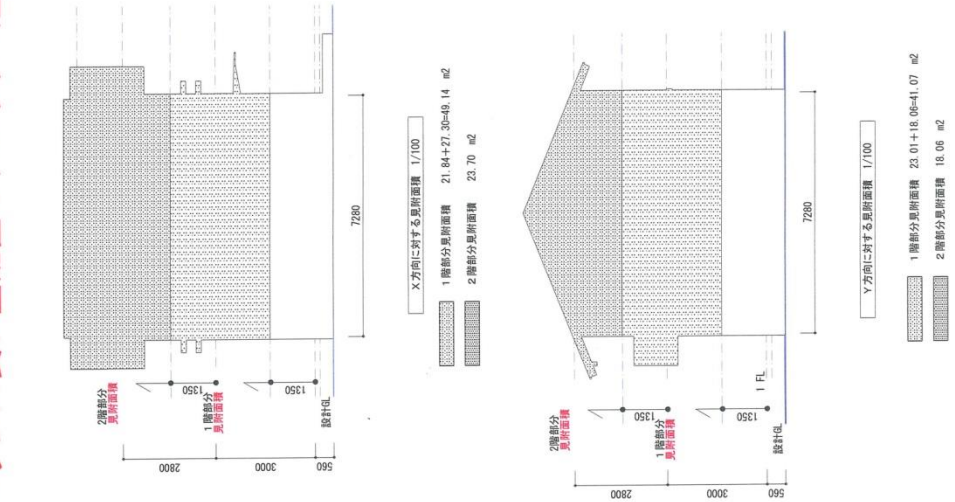 2階部分
見附面積
1350
1階部分
見附面積
1350
設計GL
2800
3000
560
7280
X方向に対する見附面積 1/100
1階部分見附面積 21.84+27.30=49.14 m2
2階部分見附面積 23.70 m2
2階部分
見附面積
1350
1階部分
見附面積
1350
1 FL
設計GL
2800
3000
560
7280
Y方向に対する見附面積 1/100
1階部分見附面積 23.01+18.06=41.07 m2
2階部分見附面積 18.06 m2